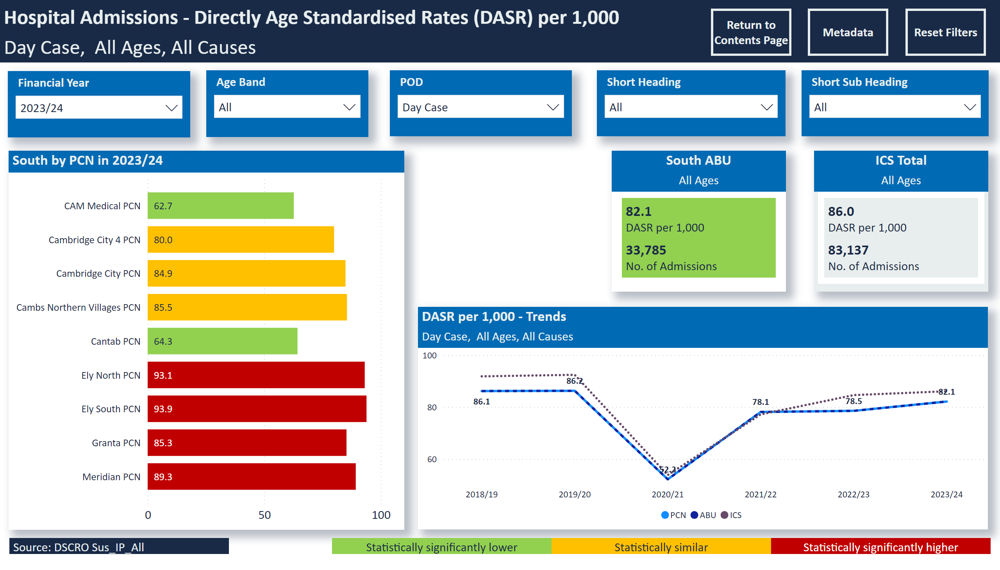 Hospital Admissions - Directly Age Standardised Rates (DASR) per 1,000
Day Case,  All Ages, All Causes
Return to
Contents Page
Metadata
Reset Filters
Financial Year
2023/24
Age Band
All
POD
Day Case
Short Heading
All
Short Sub Heading
All
South by PCN in 2023/24
CAM Medical PCN 62.7
Cambridge City 4 PCN 80.0
Cambridge City PCN 84.9
Cambs Northern Villages PCN 85.5
Cantab PCN 64.3
Ely North PCN 93.1
Ely South PCN 93.9
Granta PCN 85.3
Meridian PCN 89.3
0 50 100
South ABU
All Ages
82.1
DASR per 1,000
33,785
No. of Admissions
ICS Total
All Ages
86.0
DASR per 1,000
83,137
No. of Admissions
DASR per 1,000 - Trends
Day Case,  All Ages, All Causes
100
80
60
86.1
86.2
52.2
78.1
78.5
82.1
2018/19 2019/20 2020/21 2021/22 2022/23 2023/24
PCN ABU ICS
Source: DSCRO Sus_IP_All
Statistically significantly lower
Statistically similar
Statistically significantly higher